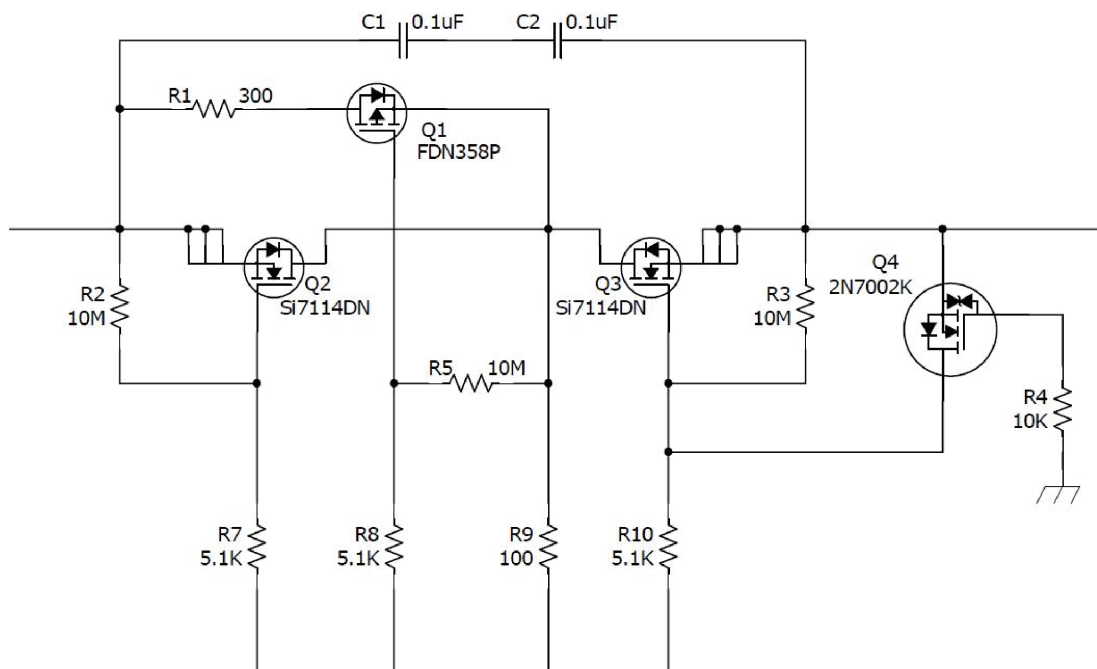 C1 0.1uF
C2 0.1uF
R1 300
Q1
FDN358P
Q2
Si7114DN
Q3
Si7114DN
Q4
2N7002K
R2
10M
R3
10M
R5 10M
R4
10K
R7
5.1K
R8
5.1K
R9
100
R10
5.1K